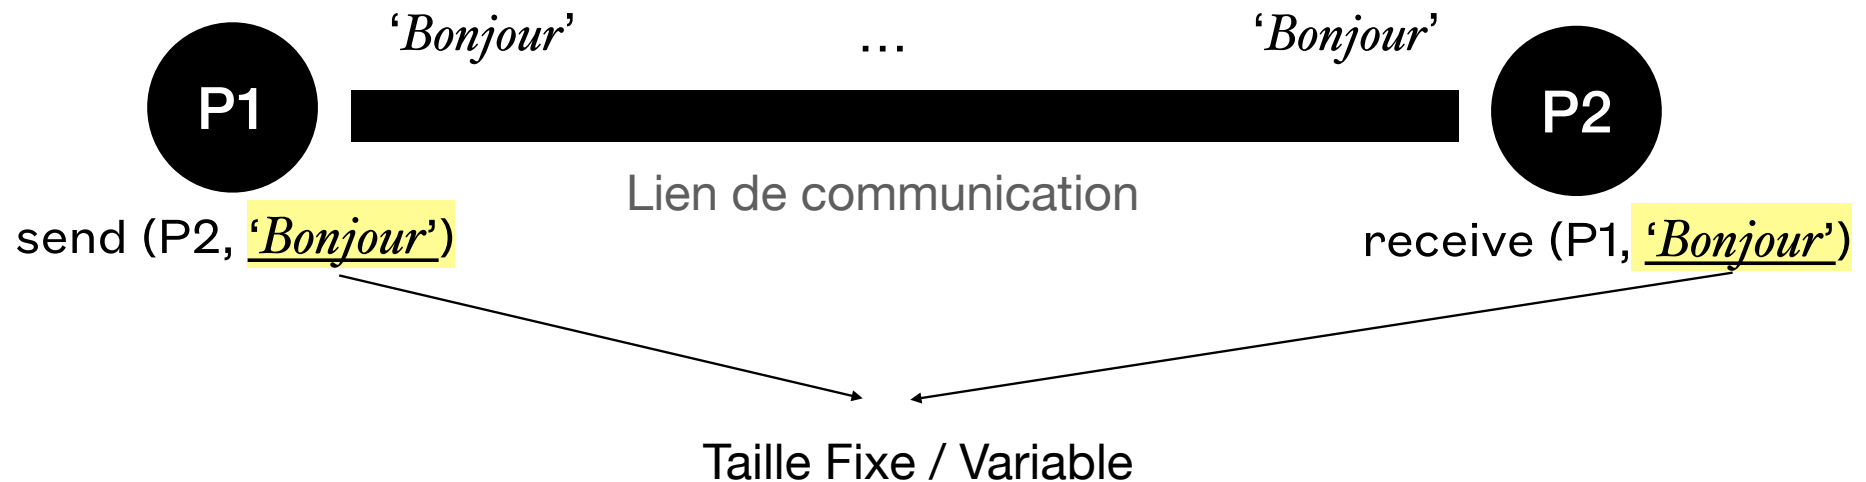 ‘Bonjour’ ... ‘Bonjour’
P1 P2
Lien de communication
send (P2, ‘Bonjour’) receive (P1, ‘Bonjour’)
Taille Fixe / Variable